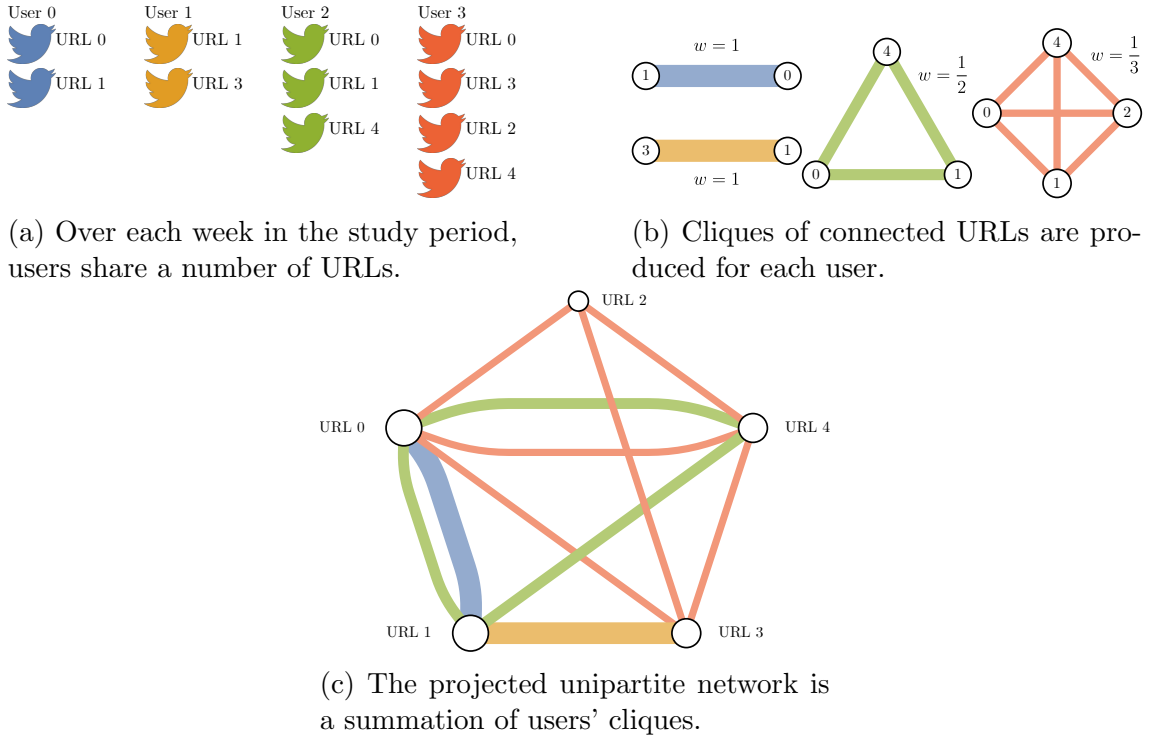 User 0
URL 0
URL 1
User 1
URL 1
URL 3
User 2
URL 0
URL 1
URL 4
User 3
URL 0
URL 3
URL 2
URL 4
(a) Over each week in the study period,
users share a number of URLs.
w = 1
1 0
3 1
w = 1
4
w = 1/2
0 1
4
w = 1/3
0 2
1
(b) Cliques of connected URLs are pro-
duced for each user.
URL 2
URL 0
URL 4
URL 1
URL 3
(c) The projected unipartite network is
a summation of users' cliques.